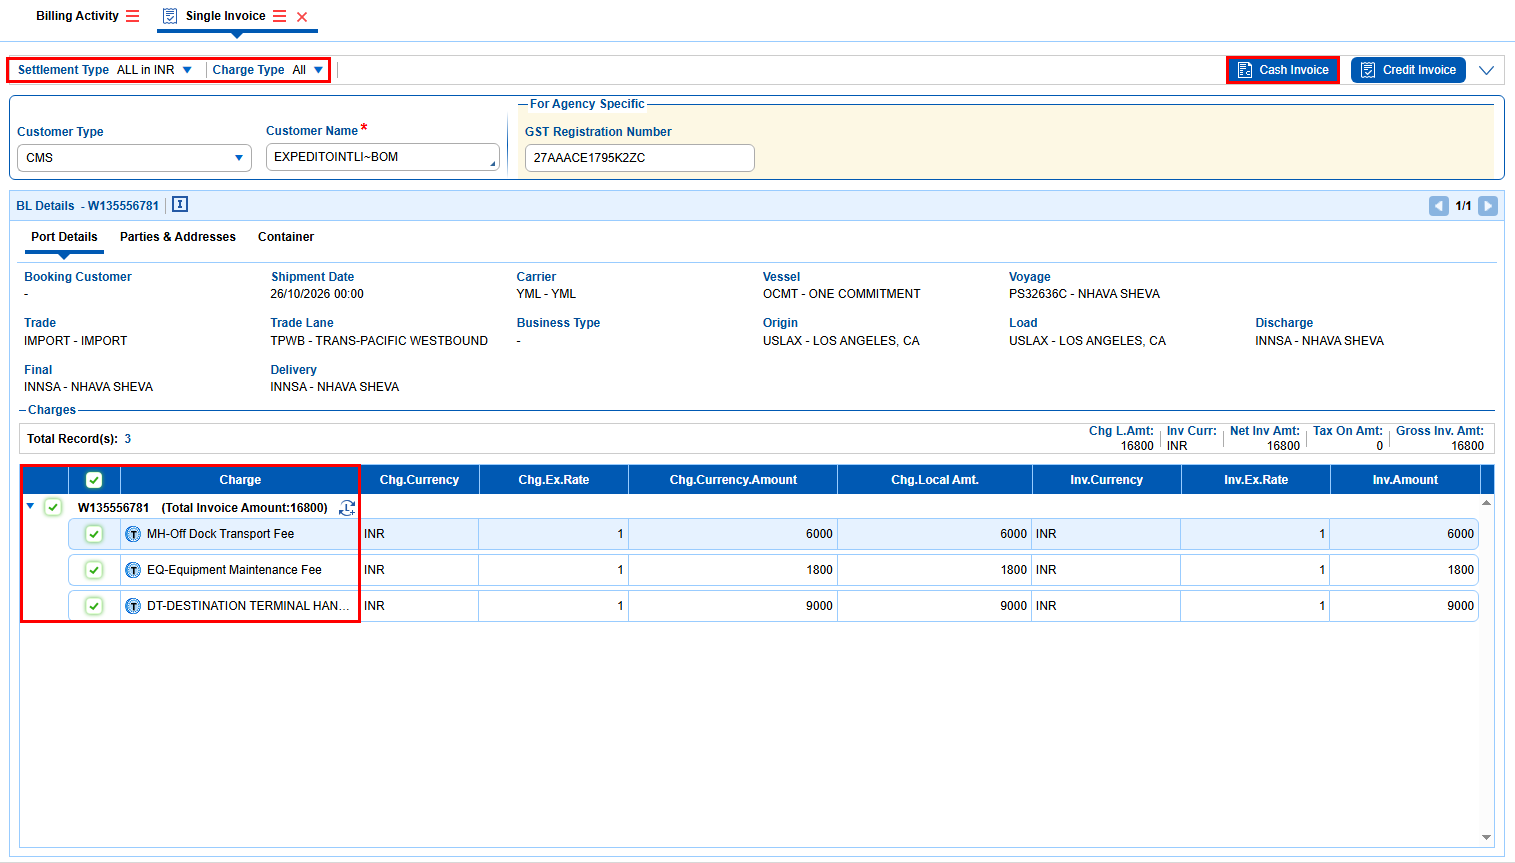 Billing Activity Single Invoice
Settlement Type ALL in INR Charge Type All Cash Invoice Credit Invoice
For Agency Specific
Customer Type Customer Name * GST Registration Number
CMS EXPEDITOINTLI~BOM 27AAACE1795K2ZC
BL Details - W135556781 1/1
Port Details Parties & Addresses Container
Booking Customer Shipment Date Carrier Vessel Voyage
- 26/10/2026 00:00 YML - YML OCMT - ONE COMMITMENT PS32636C - NHAVA SHEVA
Trade Trade Lane Business Type Origin Load Discharge
IMPORT - IMPORT TPWB - TRANS-PACIFIC WESTBOUND - USLAX - LOS ANGELES, CA USLAX - LOS ANGELES, CA INNSA - NHAVA SHEVA
Final Delivery
INNSA - NHAVA SHEVA INNSA - NHAVA SHEVA
Charges
Total Record(s): 3
Chg L.Amt: Inv Curr: Net Inv Amt: Tax On Amt: Gross Inv. Amt:
16800 INR 16800 0 16800
Charge Chg.Currency Chg.Ex.Rate Chg.Currency.Amount Chg.Local Amt. Inv.Currency Inv.Ex.Rate Inv.Amount
W135556781 (Total Invoice Amount:16800)
T MH-Off Dock Transport Fee INR 1 6000 6000 INR 1 6000
T EQ-Equipment Maintenance Fee INR 1 1800 1800 INR 1 1800
T DT-DESTINATION TERMINAL HAN... INR 1 9000 9000 INR 1 9000